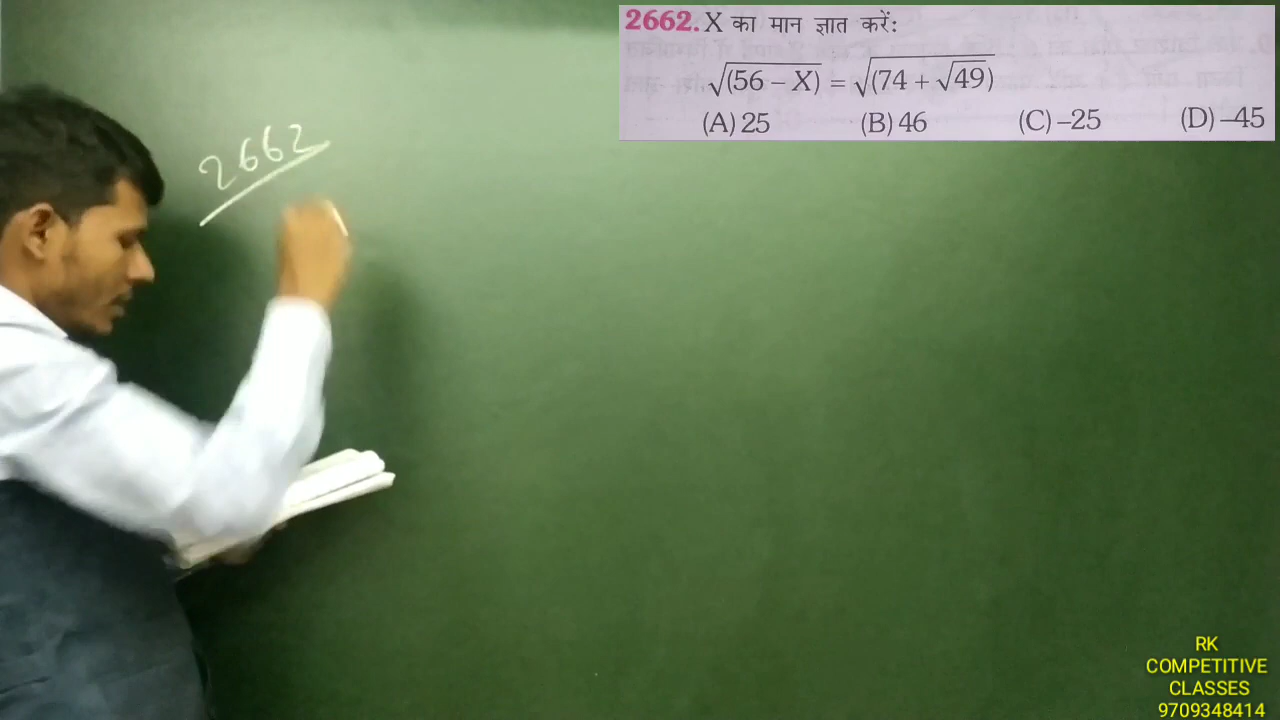 2662. X का मान ज्ञात करें:
√(56 – X) = √(74 + √49)
(A) 25 (B) 46 (C) –25 (D) –45
2662
RK
COMPETITIVE
CLASSES
9709348414